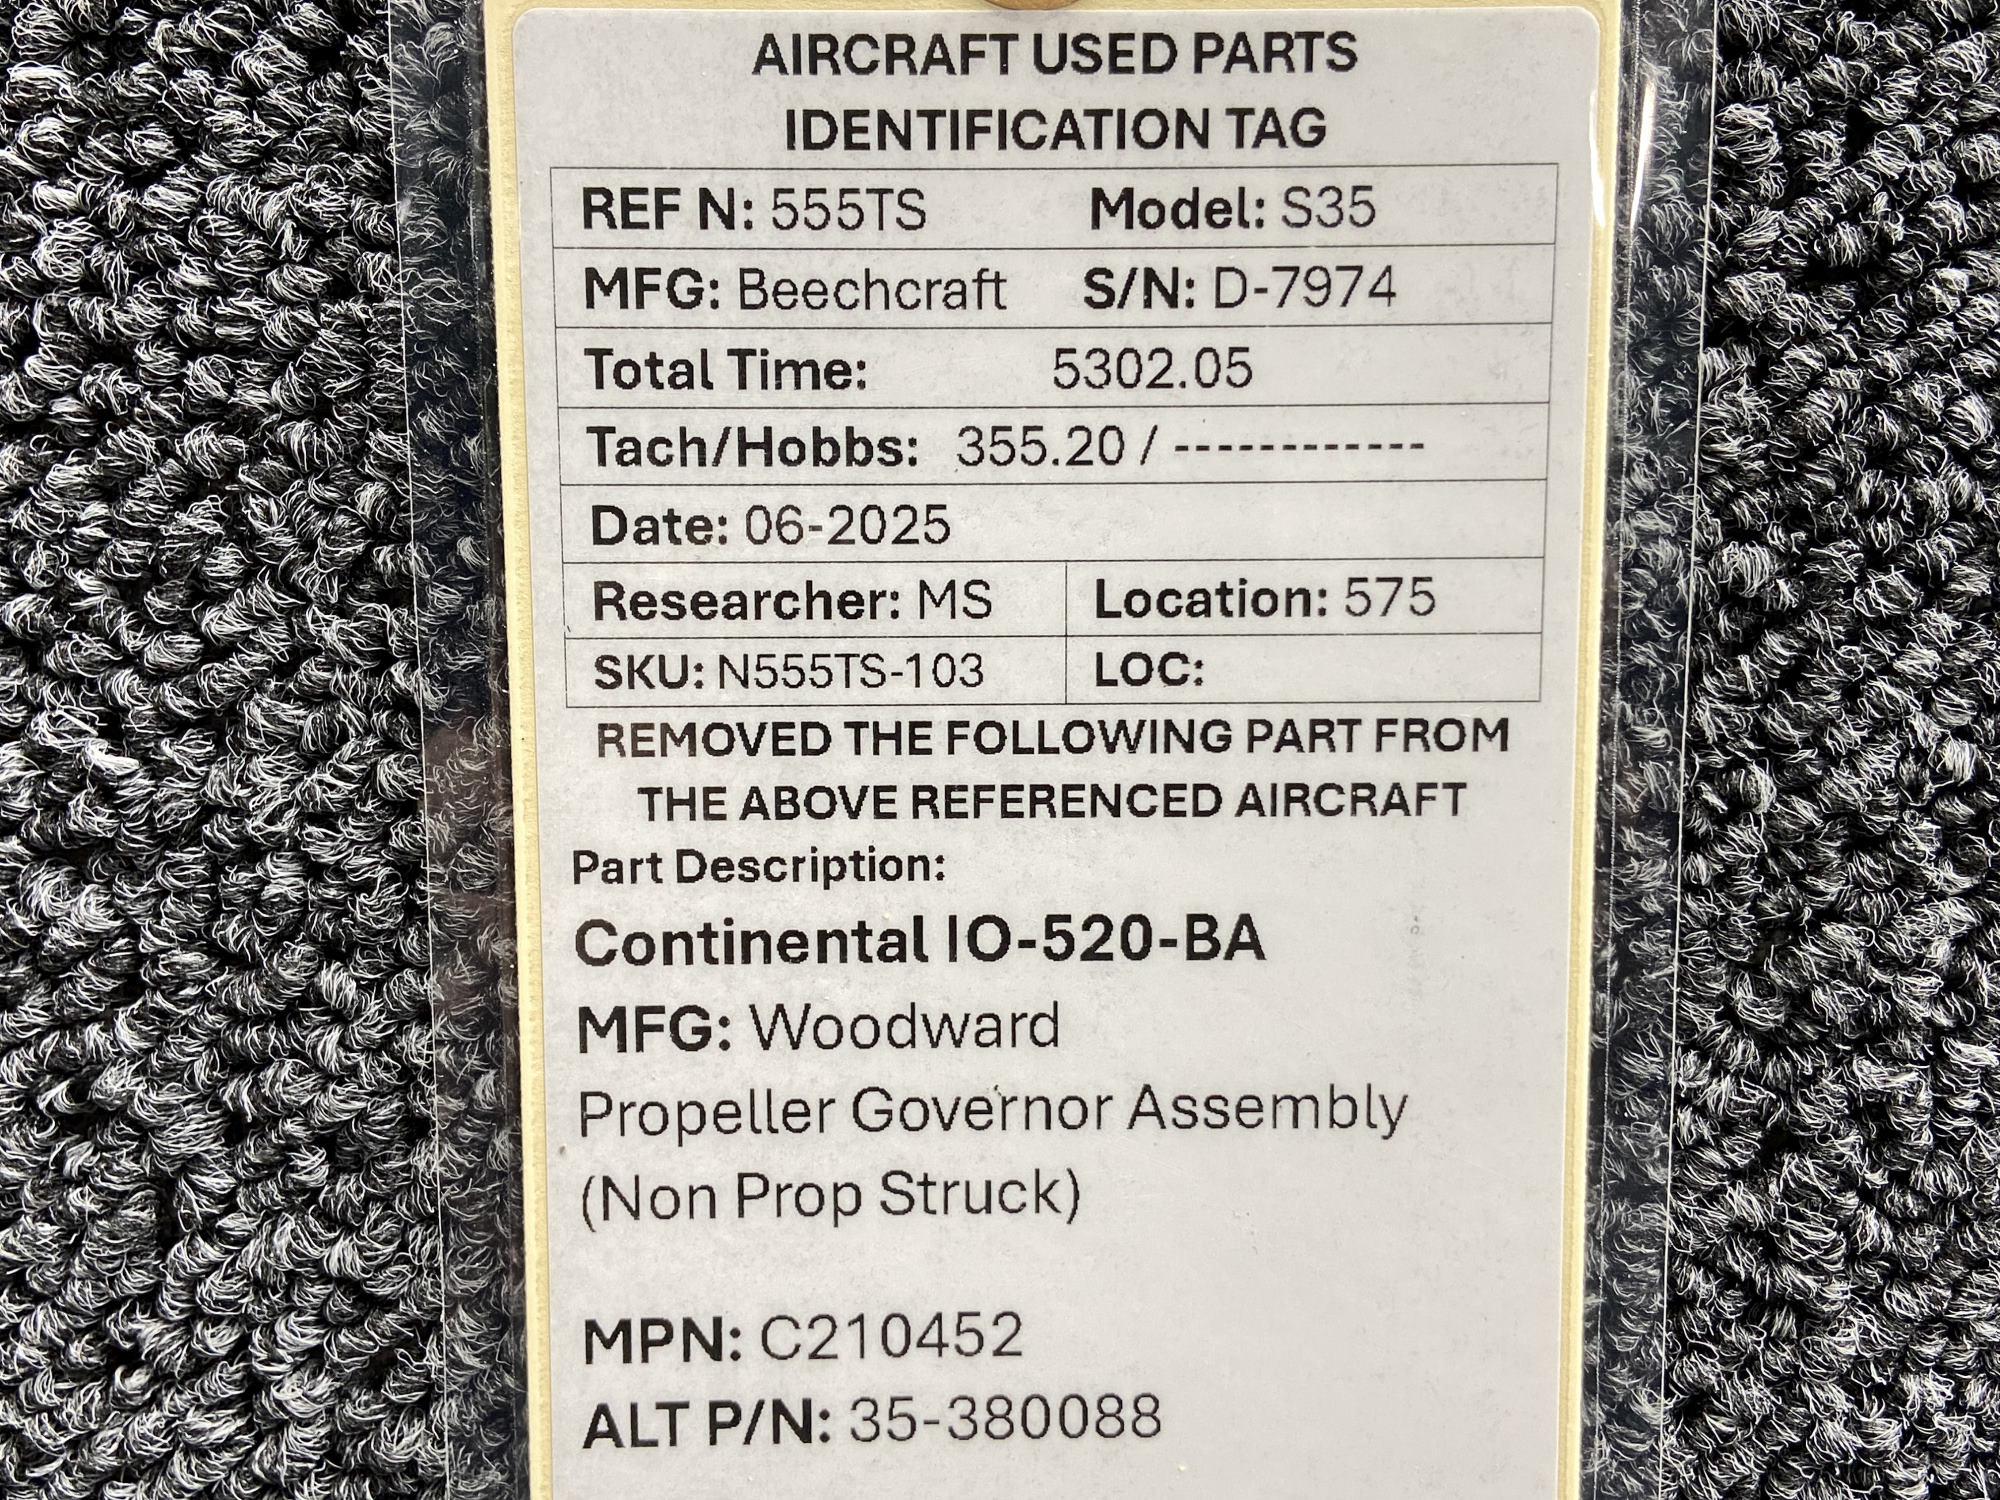 AIRCRAFT USED PARTS
IDENTIFICATION TAG
REF N: 555TS Model: S35
MFG: Beechcraft S/N: D-7974
Total Time: 5302.05
Tach/Hobbs: 355.20 / ------------
Date: 06-2025
Researcher: MS Location: 575
SKU: N555TS-103 LOC:
REMOVED THE FOLLOWING PART FROM
THE ABOVE REFERENCED AIRCRAFT
Part Description:
Continental IO-520-BA
MFG: Woodward
Propeller Governor Assembly
(Non Prop Struck)
MPN: C210452
ALT P/N: 35-380088